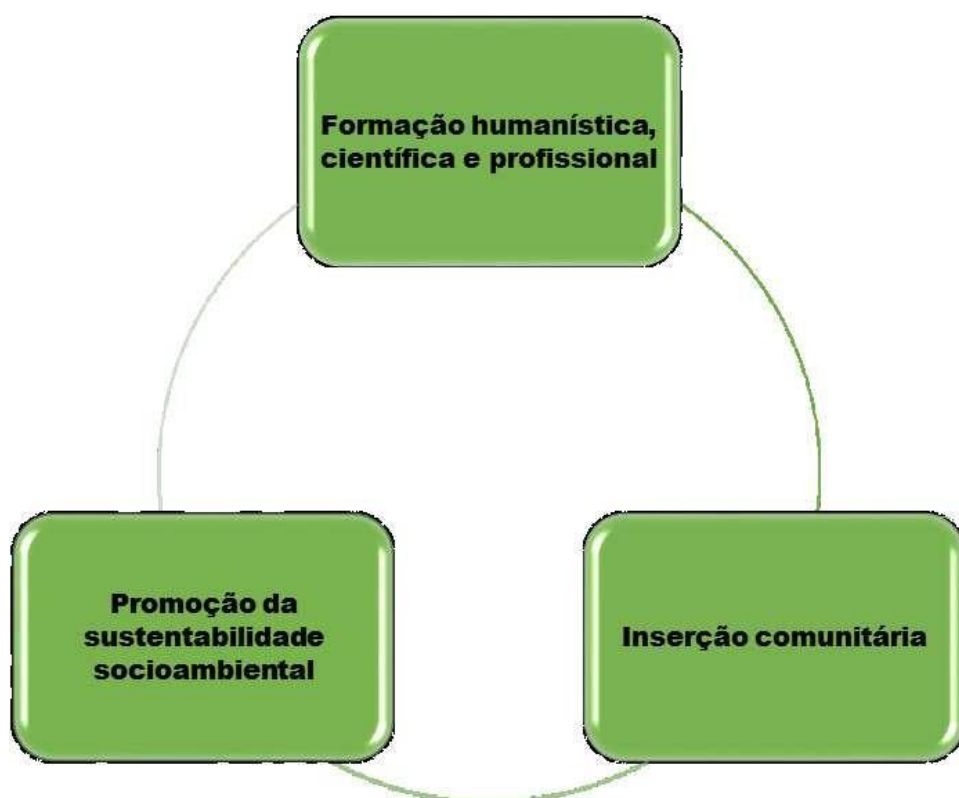 Formação humanística,
científica e profissional
Promoção da
sustentabilidade
socioambiental
Inserção comunitária